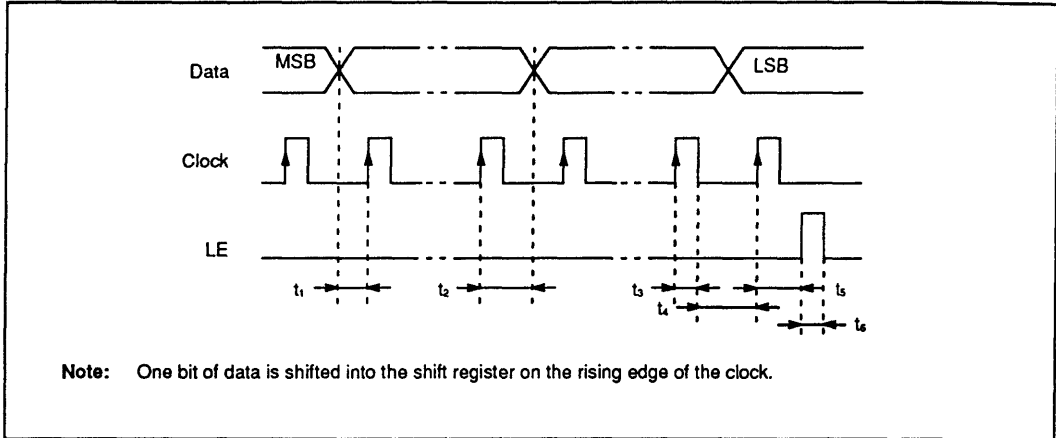 MSB
LSB
Data
Clock
LE
t₁
t₂
t₃
t₄
t₅
t₆
Note: One bit of data is shifted into the shift register on the rising edge of the clock.